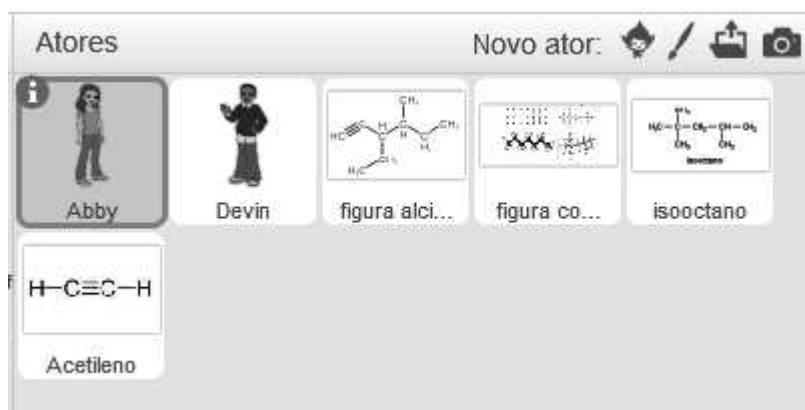 Atores Novo ator:
Abby Devin figura alci... figura co... isooctano
H–C≡C–H
Acetileno